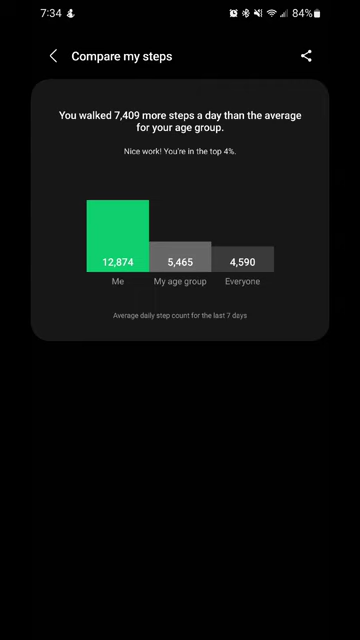 7:34
84%
Compare my steps
You walked 7,409 more steps a day than the average
for your age group.
Nice work! You're in the top 4%.
12,874
5,465
4,590
Me
My age group
Everyone
Average daily step count for the last 7 days